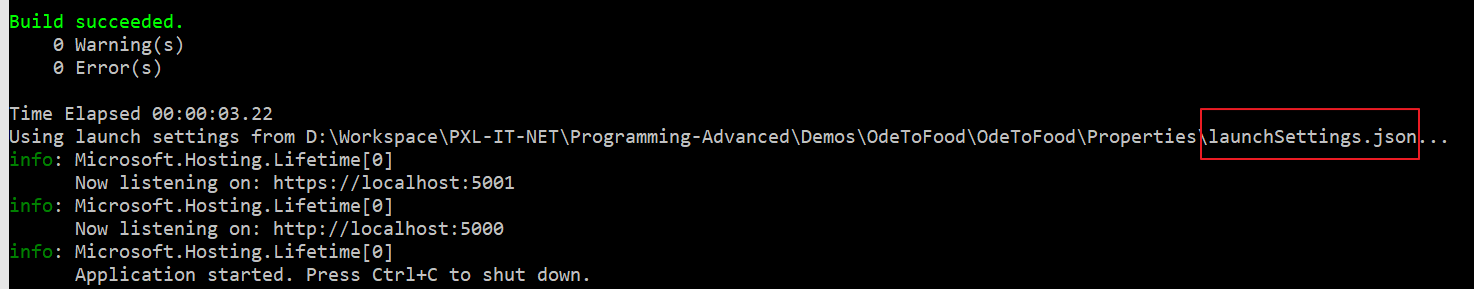 Build succeeded.
0 Warning(s)
0 Error(s)
Time Elapsed 00:00:03.22
Using launch settings from D:\Workspace\PXL-IT-NET\Programming-Advanced\Demos\OdeToFood\OdeToFood\Properties\launchSettings.json...
info: Microsoft.Hosting.Lifetime[0]
Now listening on: https://localhost:5001
info: Microsoft.Hosting.Lifetime[0]
Now listening on: http://localhost:5000
info: Microsoft.Hosting.Lifetime[0]
Application started. Press Ctrl+C to shut down.